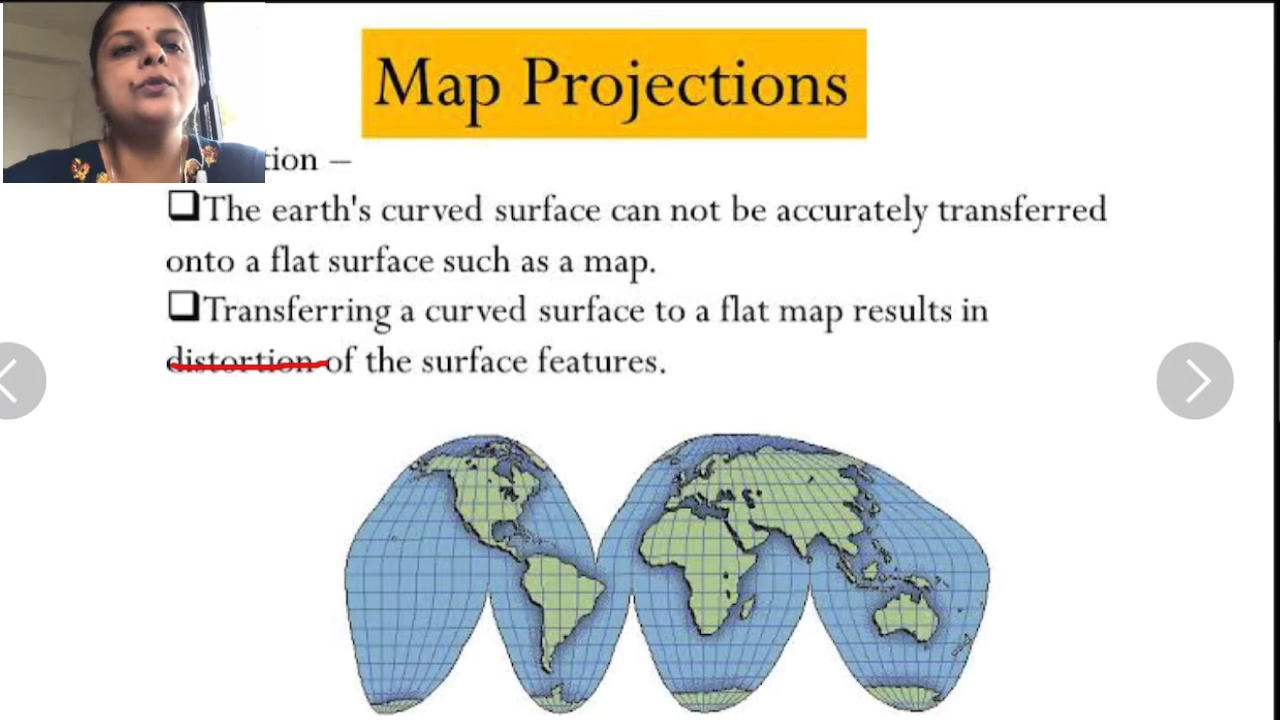 Map Projections
tion –
❑The earth's curved surface can not be accurately transferred
onto a flat surface such as a map.
❑Transferring a curved surface to a flat map results in
distortion of the surface features.